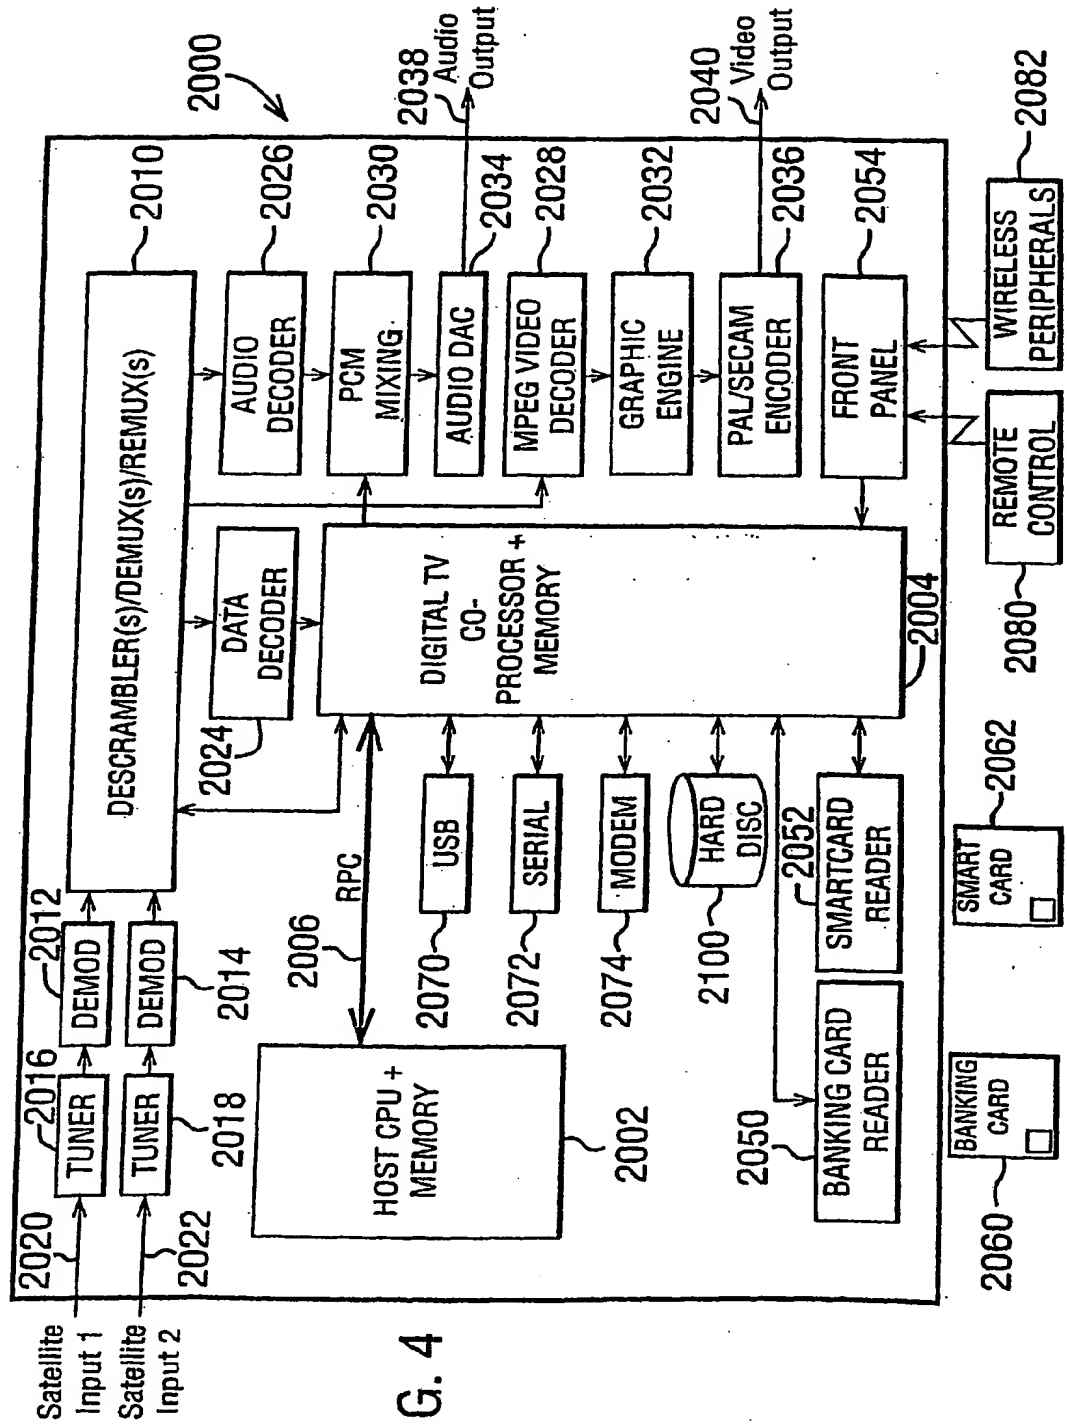 2000
Satellite
Input 1
2020
TUNER
2016
DEMOD
2012
Satellite
Input 2
2022
TUNER
2018
DEMOD
2014
DESCRAMBLER(s)/DEMUX(s)/REMUX(s
2010
DATA
DECODER
2024
AUDIO
DECODER
2026
PCM
MIXING
2030
AUDIO DAC
2034
2038
Audio
Output
MPEG VIDEO
DECODER
2028
GRAPHIC
ENGINE
2032
PAL/SECAM
ENCODER
2036
2040
Video
Output
FRONT
PANEL
2054
HOST CPU +
MEMORY
2002
2006
RPC
DIGITAL TV
CO-
PROCESSOR +
MEMORY
2004
USB
2070
SERIAL
2072
MODEM
2074
HARD
DISC
2100
2050
BANKING CARD
READER
2052
SMARTCARD
READER
BANKING
CARD
2060
SMART
CARD
2062
REMOTE
CONTROL
2080
WIRELESS
PERIPHERALS
2082
G. 4